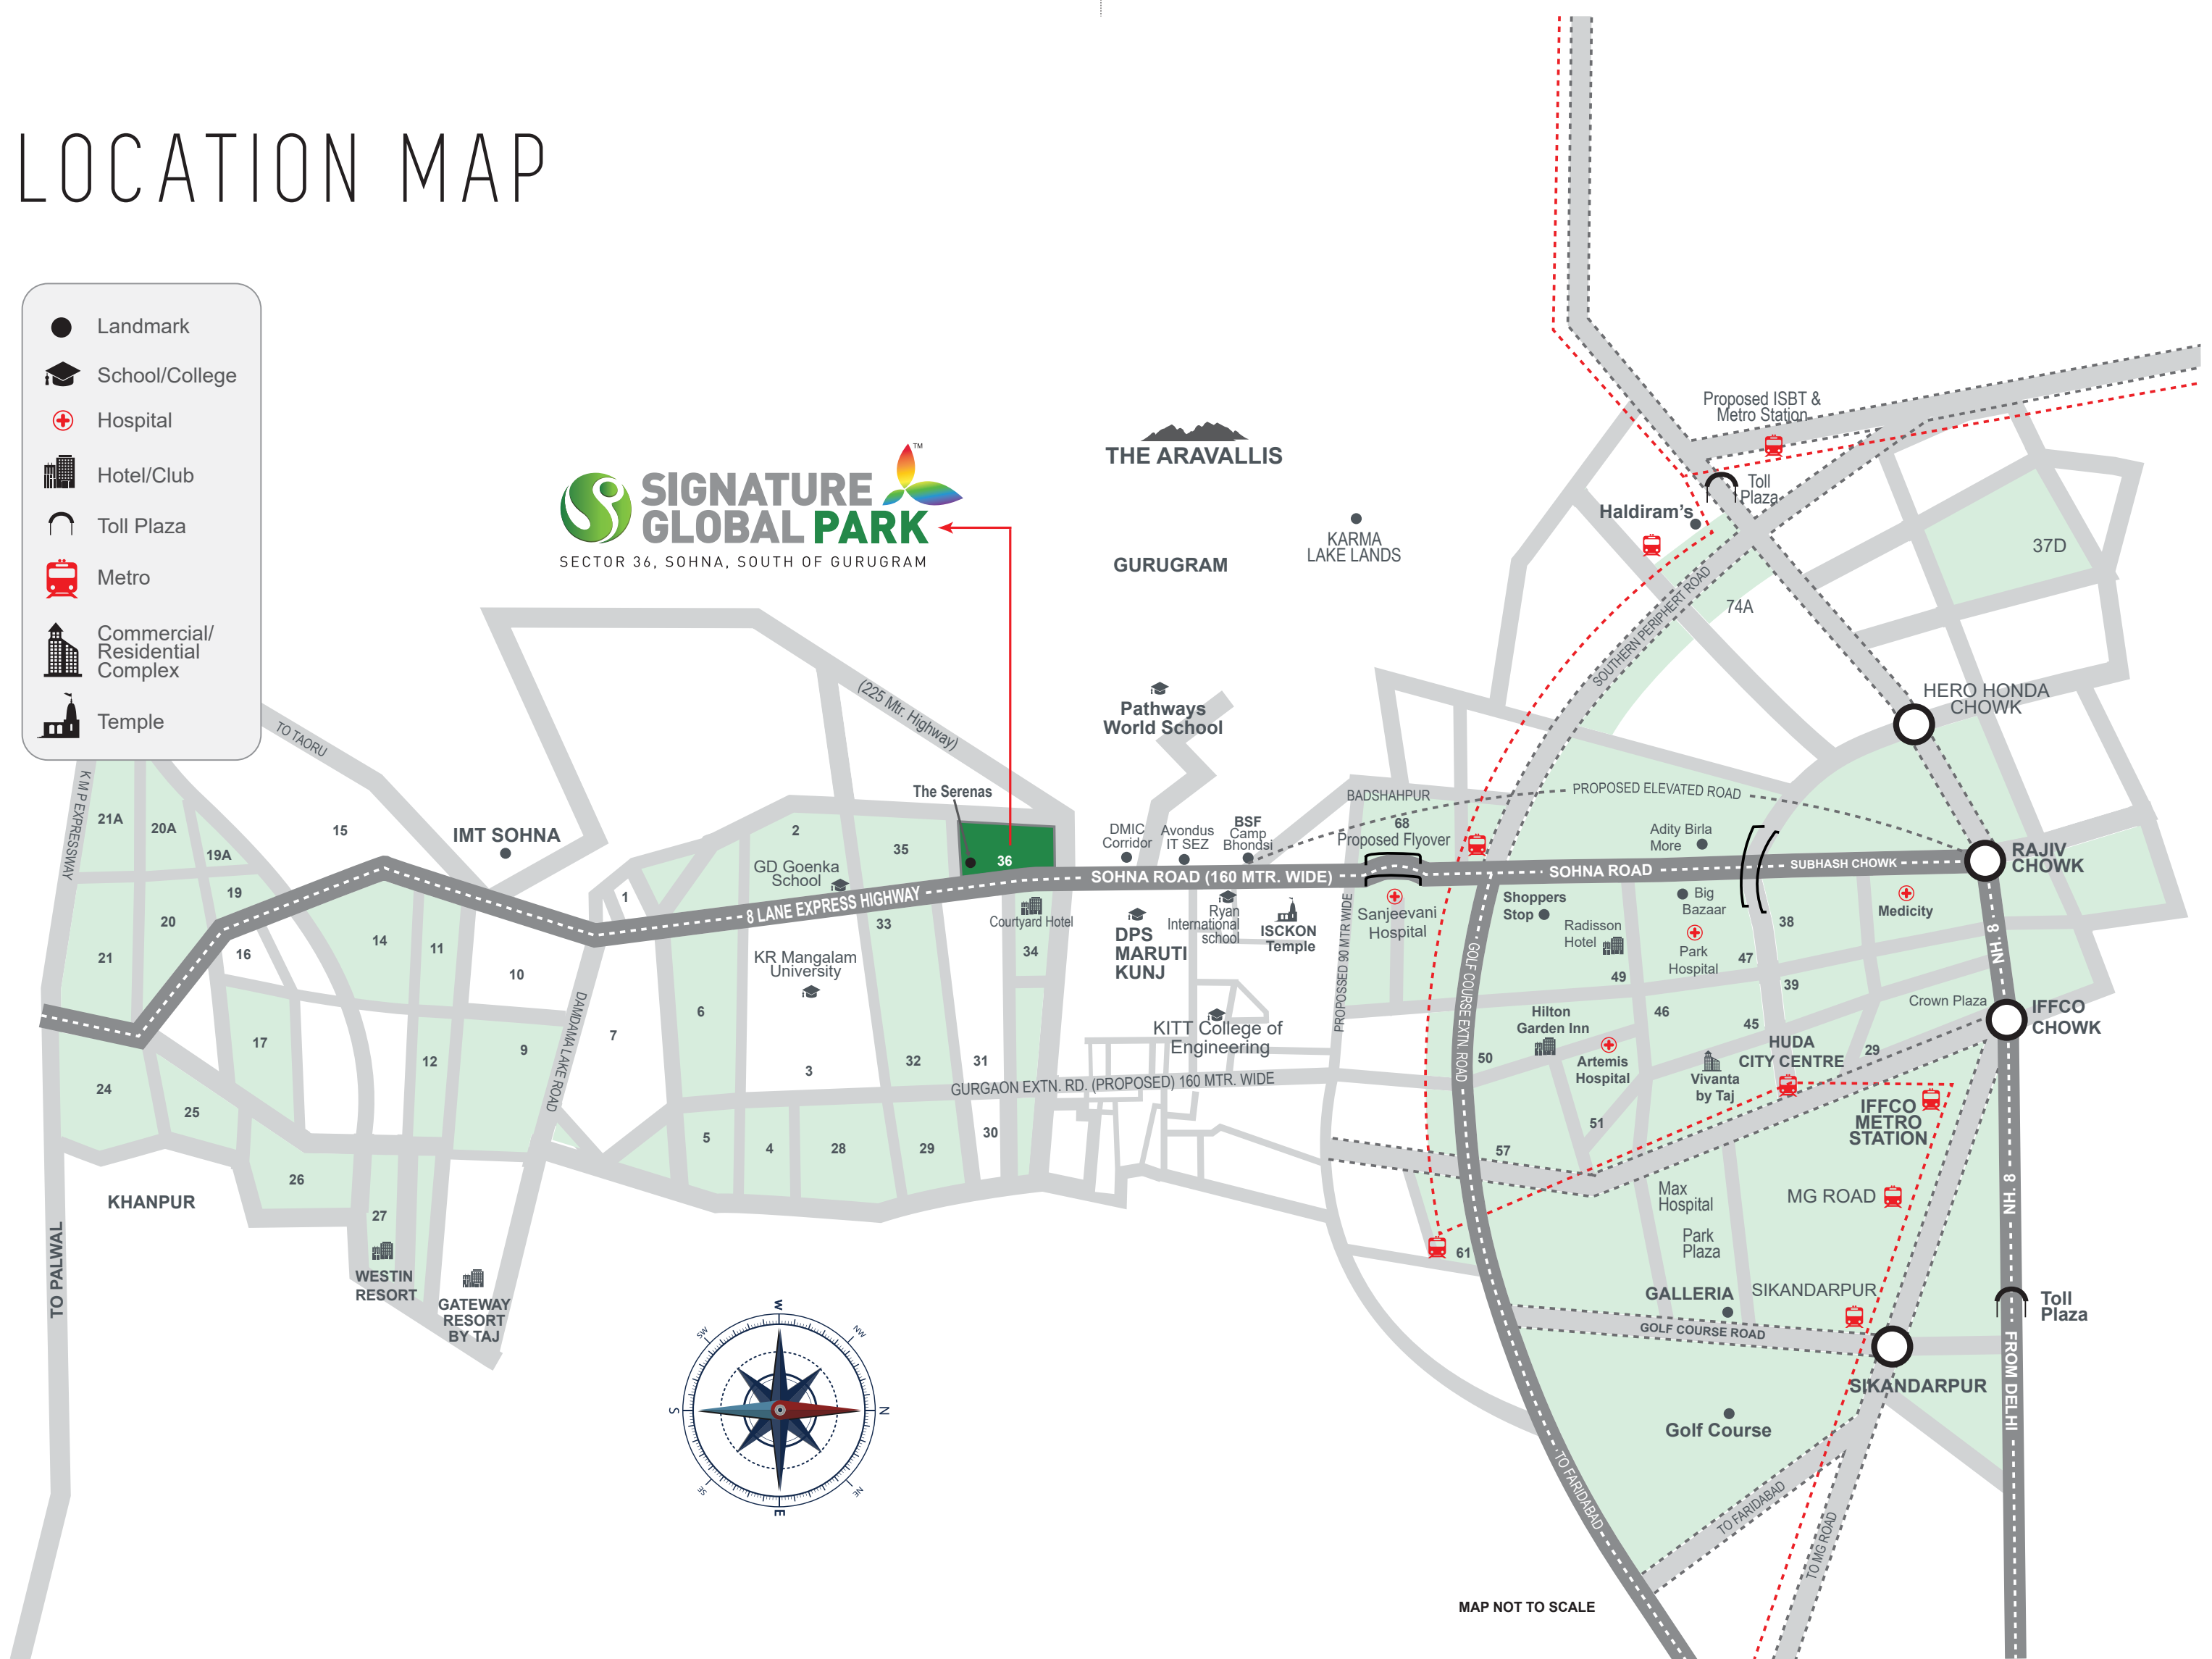 LOCATION MAP
Landmark
School/College
Hospital
Hotel/Club
Toll Plaza
Metro
Commercial/
Residential
Complex
Temple
SIGNATURE
GLOBAL PARK
TM
SECTOR 36, SOHNA, SOUTH OF GURUGRAM
THE ARAVALLIS
GURUGRAM
KARMA
LAKE LANDS
Pathways
World School
Proposed ISBT &
Metro Station
Toll
Plaza
Haldiram's
37D
74A
SOUTHERN PERIPHERT ROAD
HERO HONDA
CHOWK
TO TAORU
K M P EXPRESSWAY
(225 Mtr. Highway)
The Serenas
IMT SOHNA
21A
20A
19A
15
19
20
21
16
14
11
10
17
12
9
24
25
26
27
KHANPUR
TO PALWAL
WESTIN
RESORT
GATEWAY
RESORT
BY TAJ
DAMDAMA LAKE ROAD
1
2
35
36
GD Goenka
School
8 LANE EXPRESS HIGHWAY
33
KR Mangalam
University
6
7
3
32
31
34
Courtyard Hotel
5
4
28
29
30
GURGAON EXTN. RD. (PROPOSED) 160 MTR. WIDE
DMIC
Corridor
Avondus
IT SEZ
BSF
Camp
Bhondsi
SOHNA ROAD (160 MTR. WIDE)
DPS
MARUTI
KUNJ
Ryan
International
school
ISCKON
Temple
KITT College of
Engineering
BADSHAHPUR
68
Proposed Flyover
PROPOSED ELEVATED ROAD
PROPOSSED 90 MTR WIDE
Sanjeevani
Hospital
GOLF COURSE EXTN. ROAD
SOHNA ROAD
SUBHASH CHOWK
RAJIV
CHOWK
Adity Birla
More
Shoppers
Stop
Big
Bazaar
Radisson
Hotel
Park
Hospital
Medicity
38
47
49
39
46
45
Crown Plaza
IFFCO
CHOWK
NH. 8
Hilton
Garden Inn
Artemis
Hospital
Vivanta
by Taj
HUDA
CITY CENTRE
29
50
51
57
61
IFFCO
METRO
STATION
MG ROAD
Max
Hospital
Park
Plaza
GALLERIA
SIKANDARPUR
GOLF COURSE ROAD
SIKANDARPUR
Golf Course
NH. 8
Toll
Plaza
FROM DELHI
TO FARIDABAD
TO FARIDABAD
TO MG ROAD
MAP NOT TO SCALE
W
NW
N
NE
E
SE
S
SW